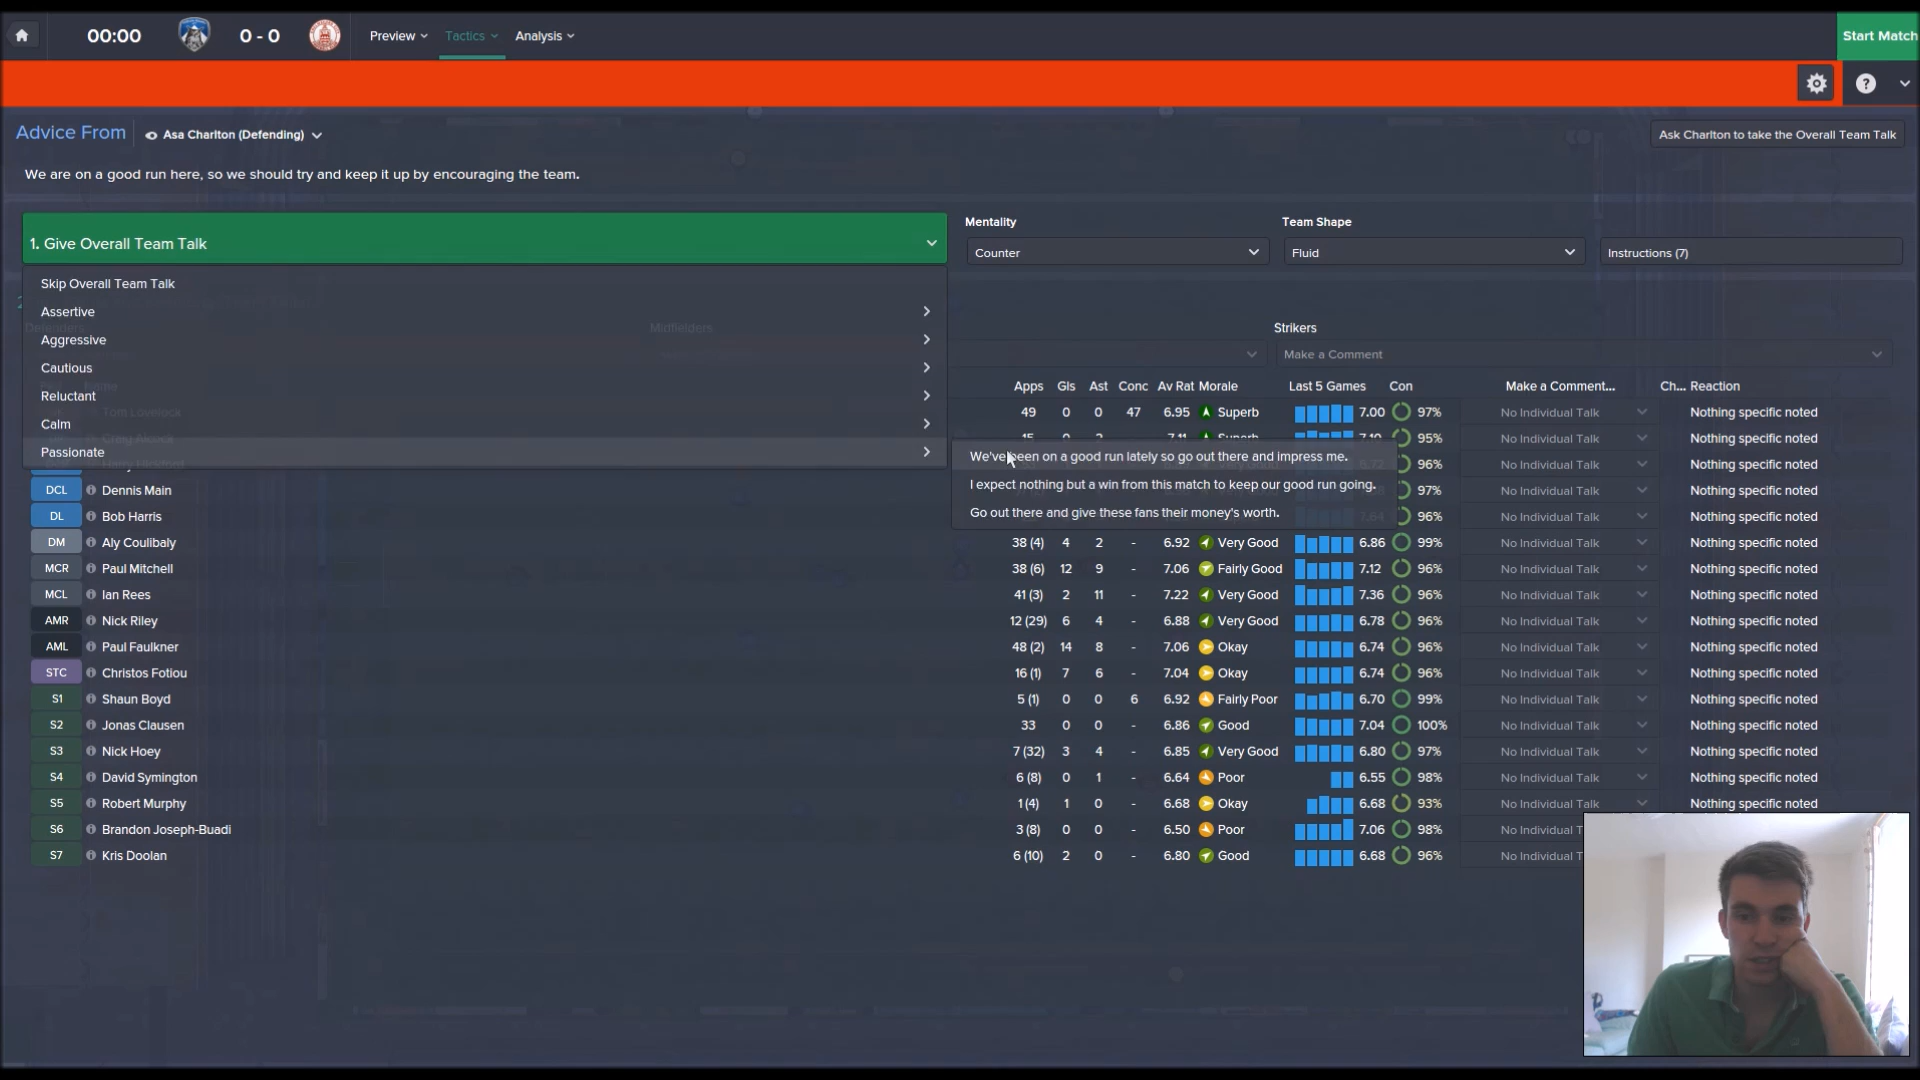 00:00 0 - 0 Preview Tactics Analysis Start Match
?
Advice From Asa Charlton (Defending) Ask Charlton to take the Overall Team Talk
We are on a good run here, so we should try and keep it up by encouraging the team.
Mentality Team Shape
1. Give Overall Team Talk Counter Fluid Instructions (7)
Skip Overall Team Talk
Assertive
Defenders Midfielders Strikers
Aggressive
Make a Comment
Cautious
Apps Gls Ast Conc Av Rat Morale Last 5 Games Con Make a Comment... Ch... Reaction
Reluctant
Tom Lovelock 49 0 0 47 6.95 Superb 7.00 97% No Individual Talk Nothing specific noted
Calm
15 0 2 7.11 Superb 7.10 95% No Individual Talk Nothing specific noted
Passionate
We've been on a good run lately so go out there and impress me.
96% No Individual Talk Nothing specific noted
I expect nothing but a win from this match to keep our good run going.
DCL Dennis Main 97% No Individual Talk Nothing specific noted
Go out there and give these fans their money's worth.
DL Bob Harris 96% No Individual Talk Nothing specific noted
DM Aly Coulibaly 38 (4) 4 2 - 6.92 Very Good 6.86 99% No Individual Talk Nothing specific noted
MCR Paul Mitchell 38 (6) 12 9 - 7.06 Fairly Good 7.12 96% No Individual Talk Nothing specific noted
MCL Ian Rees 41 (3) 2 11 - 7.22 Very Good 7.36 96% No Individual Talk Nothing specific noted
AMR Nick Riley 12 (29) 6 4 - 6.88 Very Good 6.78 96% No Individual Talk Nothing specific noted
AML Paul Faulkner 48 (2) 14 8 - 7.06 Okay 6.74 96% No Individual Talk Nothing specific noted
STC Christos Fotiou 16 (1) 7 6 - 7.04 Okay 6.74 96% No Individual Talk Nothing specific noted
S1 Shaun Boyd 5 (1) 0 0 6 6.92 Fairly Poor 6.70 99% No Individual Talk Nothing specific noted
S2 Jonas Clausen 33 0 0 - 6.86 Good 7.04 100% No Individual Talk Nothing specific noted
S3 Nick Hoey 7 (32) 3 4 - 6.85 Very Good 6.80 97% No Individual Talk Nothing specific noted
S4 David Symington 6 (8) 0 1 - 6.64 Poor 6.55 98% No Individual Talk Nothing specific noted
S5 Robert Murphy 1 (4) 1 0 - 6.68 Okay 6.68 93% No Individual Talk Nothing specific noted
S6 Brandon Joseph-Buadi 3 (8) 0 0 - 6.50 Poor 7.06 98% No Individual T
S7 Kris Doolan 6 (10) 2 0 - 6.80 Good 6.68 96% No Individual T